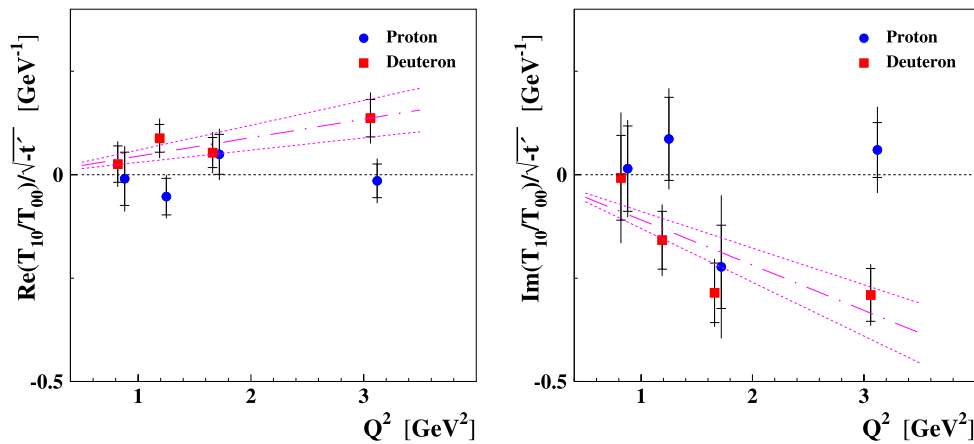 Re(T₁₀/T₀₀)/√-t′ [GeV⁻¹]
Proton
Deuteron
0
-0.5
1 2 3
Q² [GeV²]
Im(T₁₀/T₀₀)/√-t′ [GeV⁻¹]
Proton
Deuteron
0
-0.5
1 2 3
Q² [GeV²]